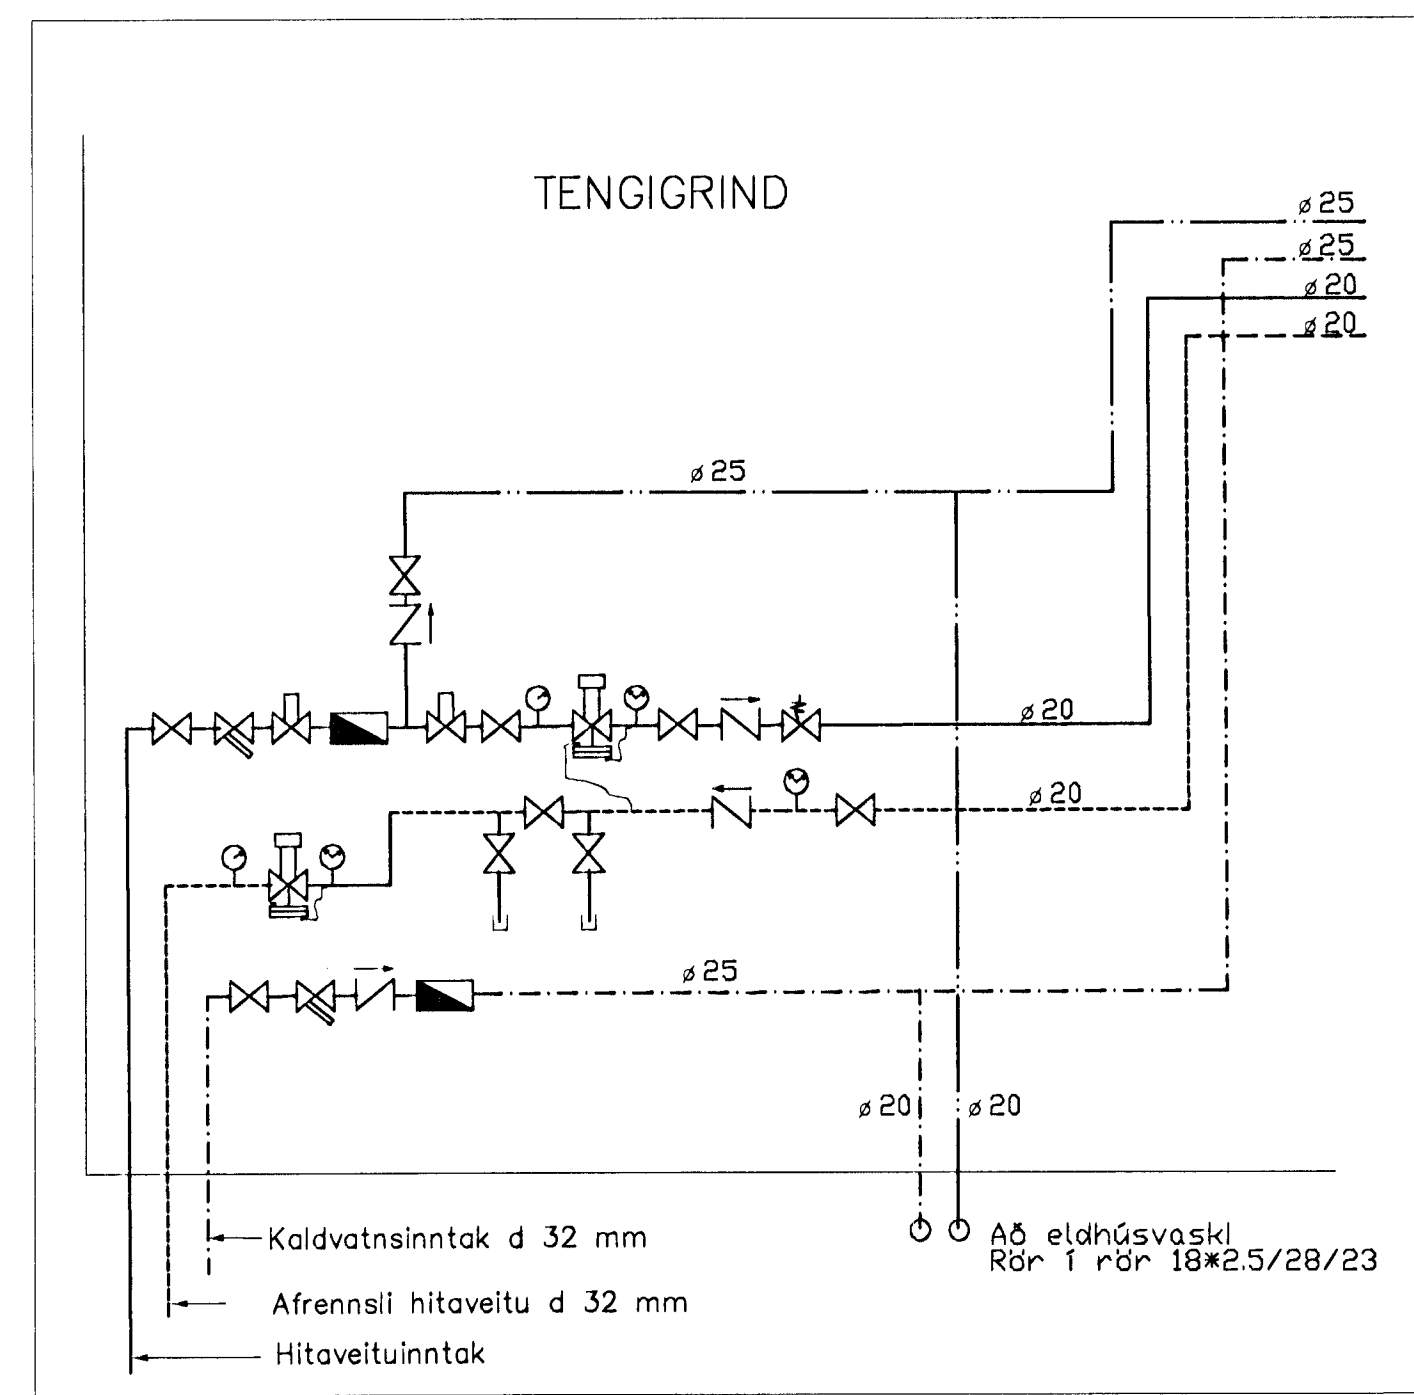 TENGIGRIND
ø25
ø25
ø20
ø20
ø25
ø20
ø20
ø25
ø20
ø20
Kaldvatnsinntak d 32 mm
Að eldhúsvaski
Rör í rör 18*2.5/28/23
Afrennsli hitaveitu d 32 mm
Hitaveituinntak